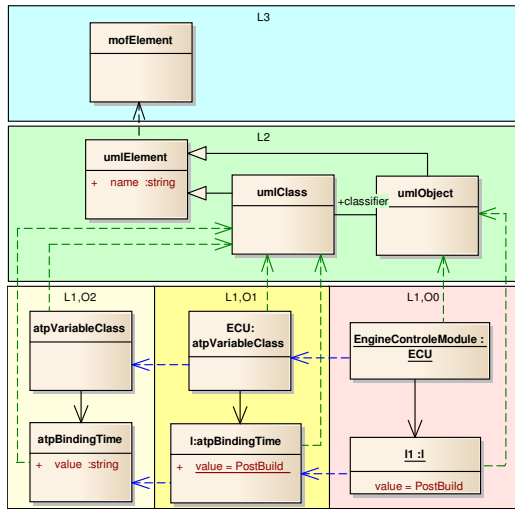 L3
mofElement
L2
umlElement
+ name :string
umlClass
+classifier
umlObject
L1,O2
L1,O1
L1,O0
atpVariableClass
ECU:
atpVariableClass
EngineControleModule :
ECU
atpBindingTime
+ value :string
I:atpBindingTime
+ value = PostBuild
I1 :I
value = PostBuild